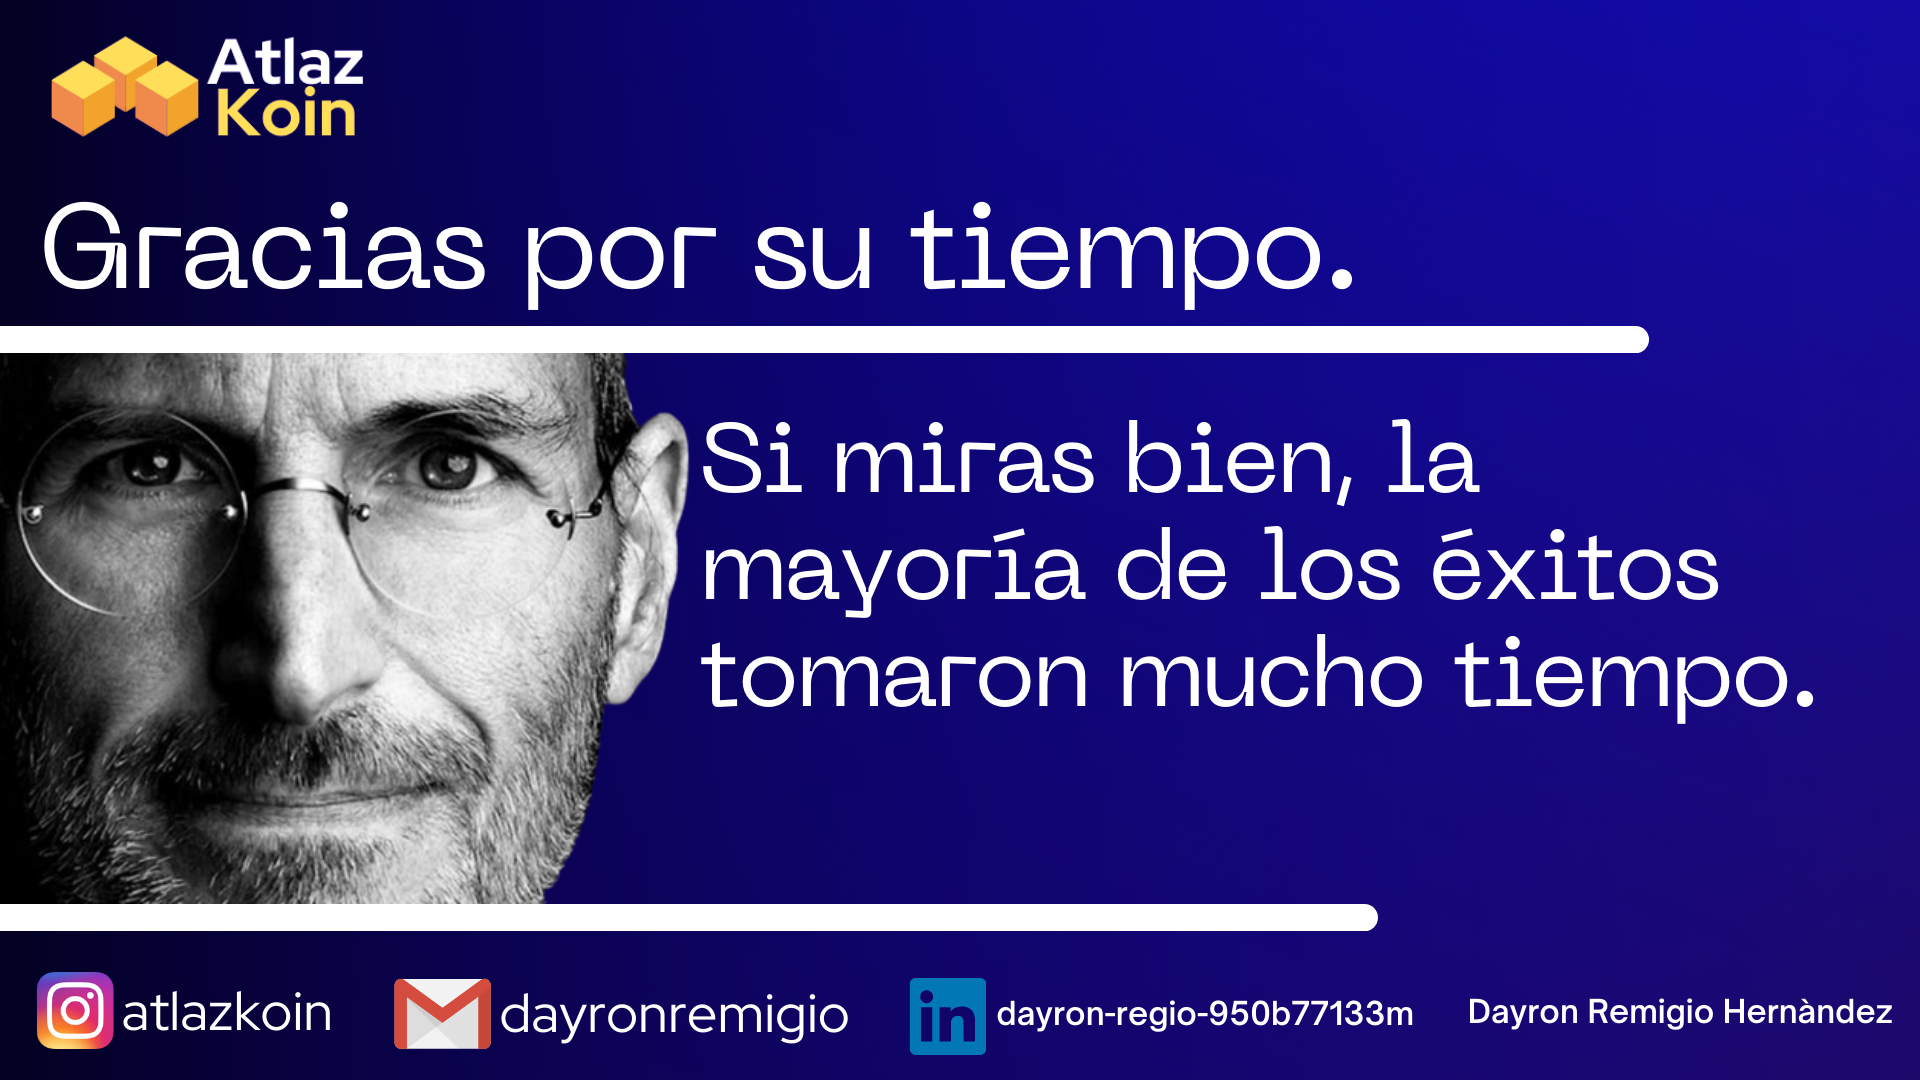 Atlaz
Koin
Gracias por su tiempo.
Si miras bien, la
mayoría de los éxitos
tomaron mucho tiempo.
atlazkoin
dayronremigio
in dayron-regio-950b77133m
Dayron Remigio Hernàndez